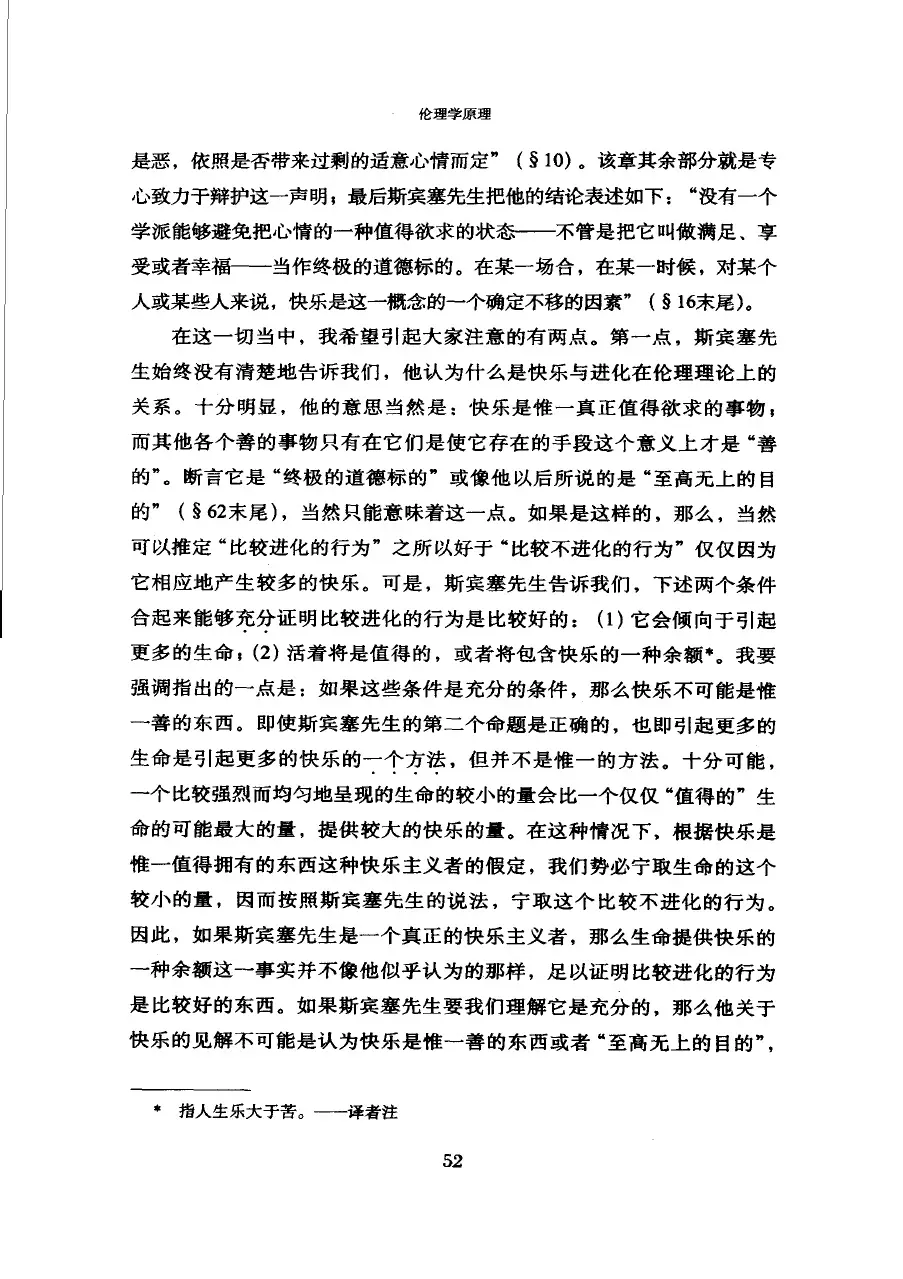 伦理学原理
是恶，依照是否带来过剩的适意心情而定”（§10）。该章其余部分就是专
心致力于辩护这一声明；最后斯宾塞先生把他的结论表述如下：“没有一个
学派能够避免把心情的一种值得欲求的状态——不管是把它叫做满足、享
受或者幸福——当作终极的道德标的。在某一场合，在某一时候，对某个
人或某些人来说，快乐是这一概念的一个确定不移的因素”（§16末尾）。
在这一切当中，我希望引起大家注意的有两点。第一点，斯宾塞先
生始终没有清楚地告诉我们，他认为什么是快乐与进化在伦理理论上的
关系。十分明显，他的意思当然是：快乐是惟一真正值得欲求的事物；
而其他各个善的事物只有在它们是使它存在的手段这个意义上才是“善
的”。断言它是“终极的道德标的”或像他以后所说的是“至高无上的目
的”（§62末尾），当然只能意味着这一点。如果是这样的，那么，当然
可以推定“比较进化的行为”之所以好于“比较不进化的行为”仅仅因为
它相应地产生较多的快乐。可是，斯宾塞先生告诉我们，下述两个条件
合起来能够充分证明比较进化的行为是比较好的：(1)它会倾向于引起
更多的生命；(2)活着将是值得的，或者将包含快乐的一种余额*。我要
强调指出的一点是：如果这些条件是充分的条件，那么快乐不可能是惟
一善的东西。即使斯宾塞先生的第二个命题是正确的，也即引起更多的
生命是引起更多的快乐的一个方法，但并不是惟一的方法。十分可能，
一个比较强烈而均匀地呈现的生命的较小的量会比一个仅仅“值得的”生
命的可能最大的量，提供较大的快乐的量。在这种情况下，根据快乐是
惟一值得拥有的东西这种快乐主义者的假定，我们势必宁取生命的这个
较小的量，因而按照斯宾塞先生的说法，宁取这个比较不进化的行为。
因此，如果斯宾塞先生是一个真正的快乐主义者，那么生命提供快乐的
一种余额这一事实并不像他似乎认为的那样，足以证明比较进化的行为
是比较好的东西。如果斯宾塞先生要我们理解它是充分的，那么他关于
快乐的见解不可能是认为快乐是惟一善的东西或者“至高无上的目的”，
* 指人生乐大于苦。——译者注
52